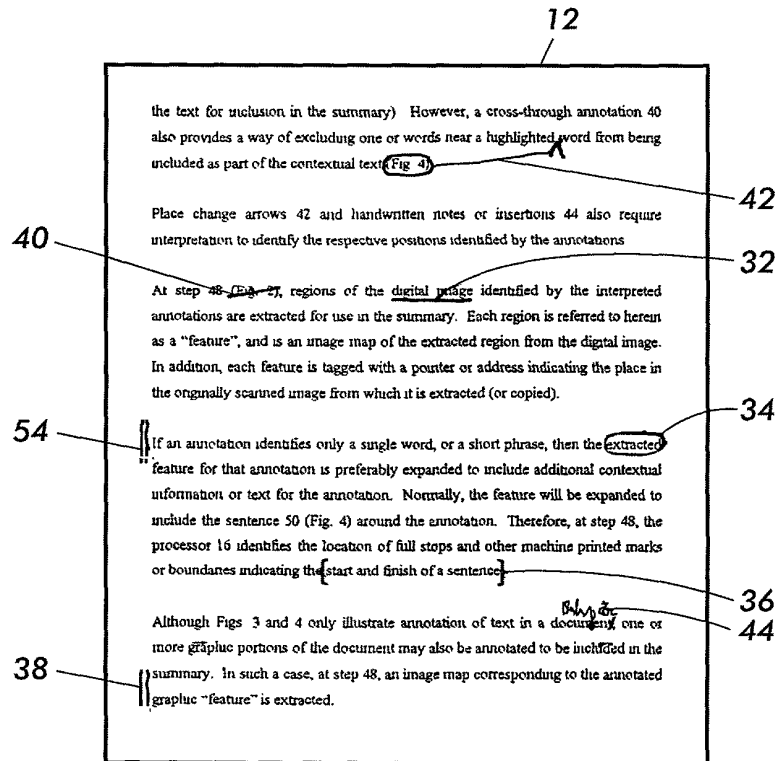 12
the text for inclusion in the summary) However, a cross-through annotation 40
also provides a way of excluding one or words near a highlighted word from being
included as part of the contextual text (Fig 4)
42
Place change arrows 42 and handwritten notes or insertions 44 also require
interpretation to identify the respective positions identified by the annotations
40
32
At step 48 (Fig. 2), regions of the digital image identified by the interpreted
annotations are extracted for use in the summary. Each region is referred to herein
as a "feature", and is an image map of the extracted region from the digital image.
In addition, each feature is tagged with a pointer or address indicating the place in
the originally scanned image from which it is extracted (or copied).
34
54
If an annotation identifies only a single word, or a short phrase, then the extracted
feature for that annotation is preferably expanded to include additional contextual
information or text for the annotation. Normally, the feature will be expanded to
include the sentence 50 (Fig. 4) around the annotation. Therefore, at step 48, the
processor 16 identifies the location of full stops and other machine printed marks
or boundaries indicating the [start and finish of a sentence]
36
44
Although Figs 3 and 4 only illustrate annotation of text in a document, one or
more graphic portions of the document may also be annotated to be included in the
38
summary. In such a case, at step 48, an image map corresponding to the annotated
graphic "feature" is extracted.